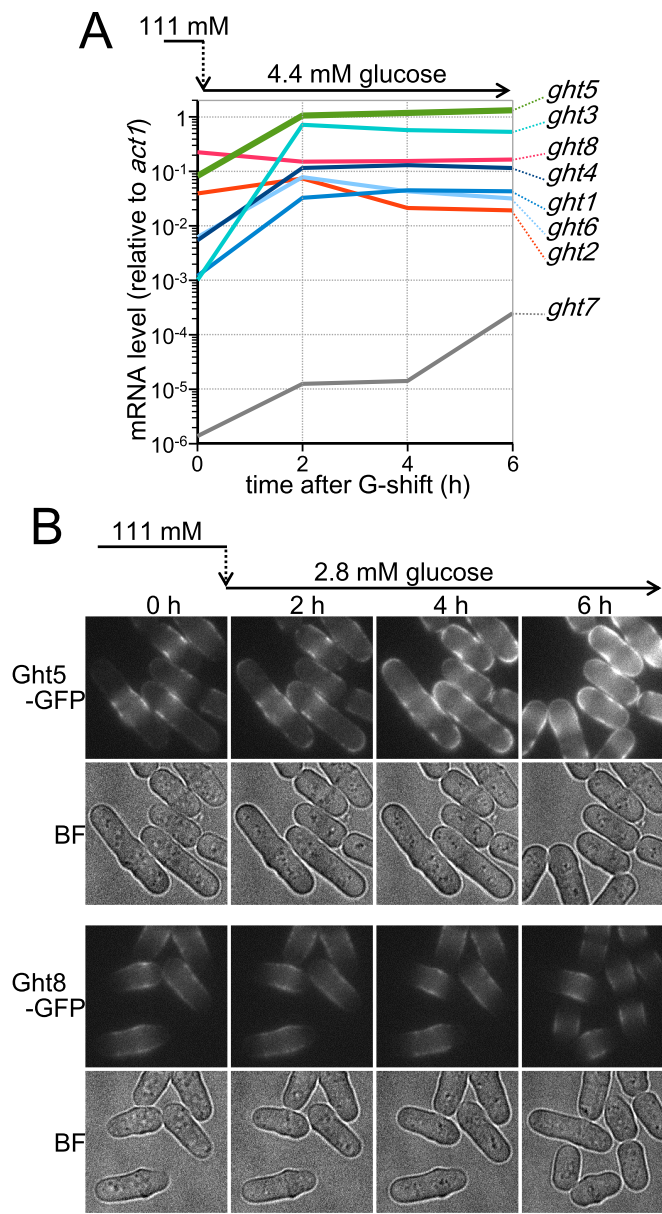 A
111 mM
4.4 mM glucose
mRNA level (relative to act1)
1
10-1
10-2
10-3
10-4
10-5
10-6
0
2
4
6
time after G-shift (h)
ght5
ght3
ght8
ght4
ght1
ght6
ght2
ght7
B
111 mM
2.8 mM glucose
0 h
2 h
4 h
6 h
Ght5
-GFP
BF
Ght8
-GFP
BF